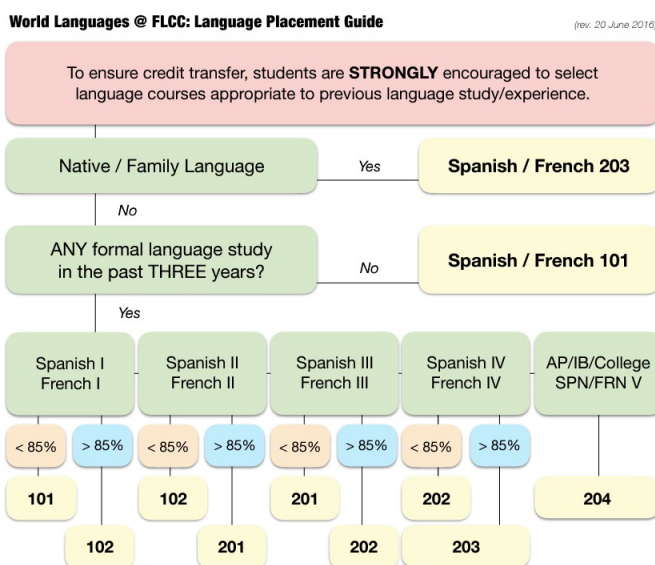 World Languages @ FLCC: Language Placement Guide
(rev. 20 June 2016)
To ensure credit transfer, students are STRONGLY encouraged to select
language courses appropriate to previous language study/experience.
Native / Family Language
Yes
Spanish / French 203
No
ANY formal language study
in the past THREE years?
No
Spanish / French 101
Yes
Spanish I
French I
Spanish II
French II
Spanish III
French III
Spanish IV
French IV
AP/IB/College
SPN/FRN V
< 85%
> 85%
< 85%
> 85%
< 85%
> 85%
< 85%
> 85%
101
102
201
202
204
102
201
202
203